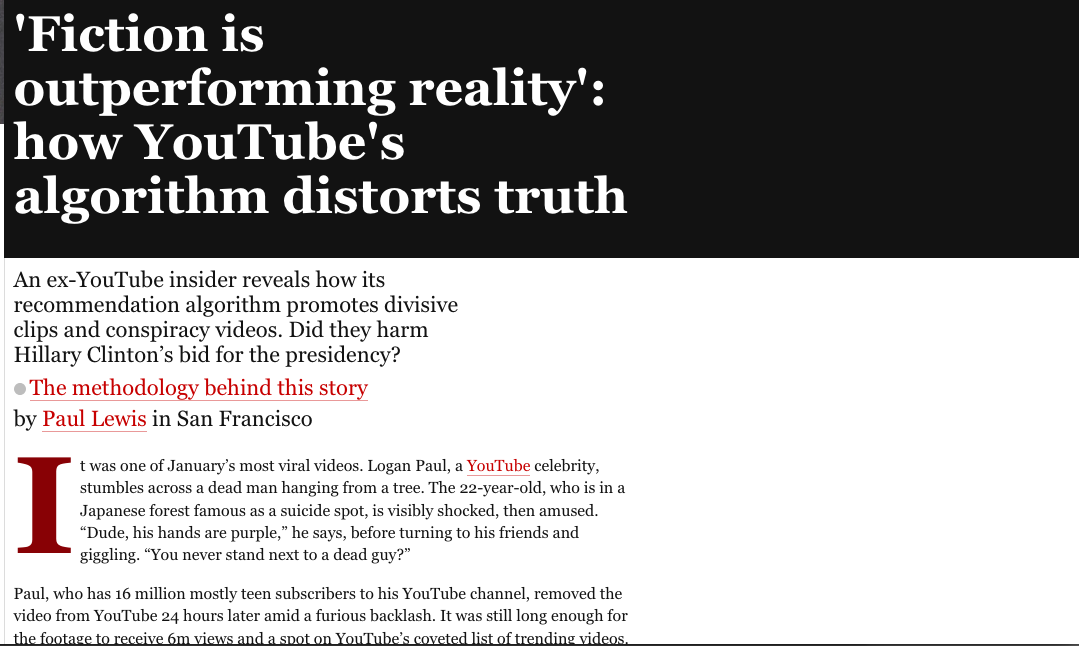 'Fiction is
outperforming reality':
how YouTube's
algorithm distorts truth
An ex-YouTube insider reveals how its
recommendation algorithm promotes divisive
clips and conspiracy videos. Did they harm
Hillary Clinton’s bid for the presidency?
The methodology behind this story
by Paul Lewis in San Francisco
It was one of January’s most viral videos. Logan Paul, a YouTube celebrity,
stumbles across a dead man hanging from a tree. The 22-year-old, who is in a
Japanese forest famous as a suicide spot, is visibly shocked, then amused.
“Dude, his hands are purple,” he says, before turning to his friends and
giggling. “You never stand next to a dead guy?”
Paul, who has 16 million mostly teen subscribers to his YouTube channel, removed the
video from YouTube 24 hours later amid a furious backlash. It was still long enough for
the footage to receive 6m views and a spot on YouTube’s coveted list of trending videos.